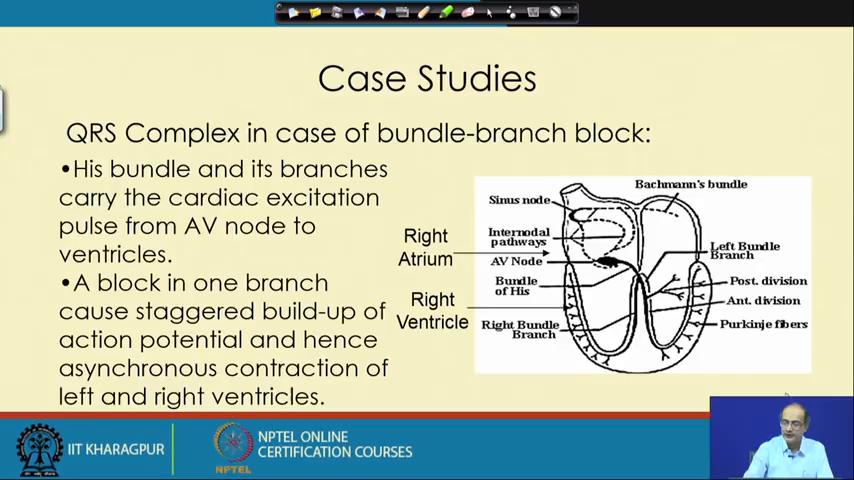 Case Studies
QRS Complex in case of bundle-branch block:
•His bundle and its branches
carry the cardiac excitation
pulse from AV node to
ventricles.
•A block in one branch
cause staggered build-up of
action potential and hence
asynchronous contraction of
left and right ventricles.
Right
Atrium
Right
Ventricle
Sinus node
Internodal
pathways
AV Node
Bundle
of His
Right Bundle
Branch
Bachmann's bundle
Left Bundle
Branch
Post. division
Ant. division
Purkinje fibers
IIT KHARAGPUR
NPTEL
NPTEL ONLINE
CERTIFICATION COURSES